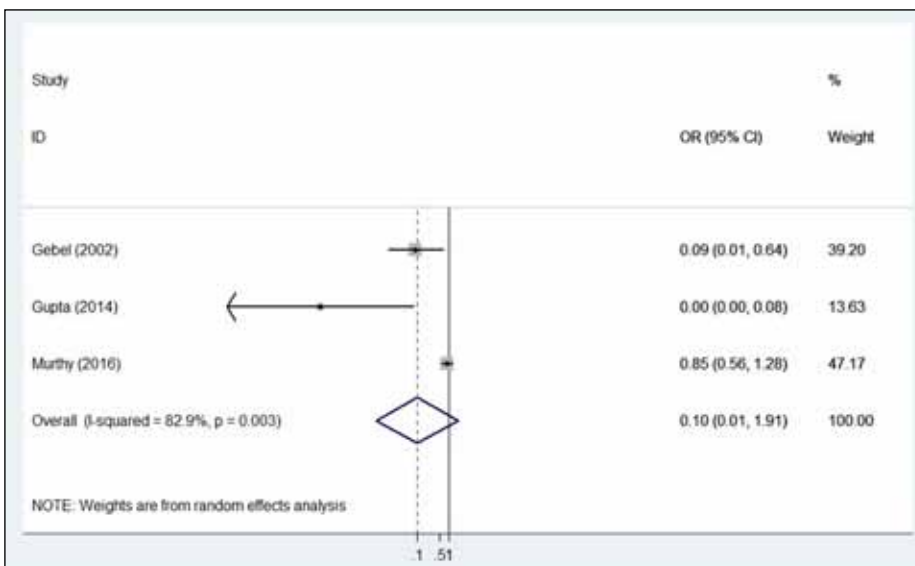 Study %
ID OR (95% CI) Weight
Gebel (2002) 0.09 (0.01, 0.64) 39.20
Gupta (2014) 0.00 (0.00, 0.08) 13.63
Murthy (2016) 0.85 (0.56, 1.28) 47.17
Overall (I-squared = 82.9%, p = 0.003) 0.10 (0.01, 1.91) 100.00
NOTE: Weights are from random effects analysis
.1 .51